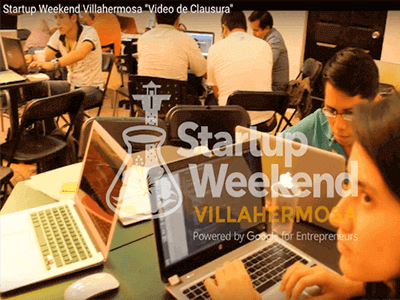 Startup Weekend Villahermosa "Video de Clausura"
Startup
Weekend
VILLAHERMOSA
Powered by Google for Entrepreneurs